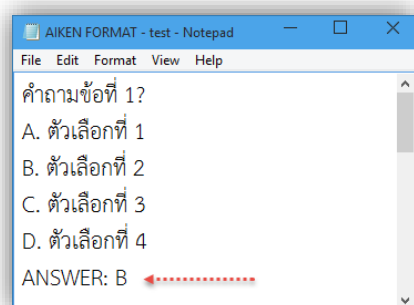 AIKEN FORMAT - test - Notepad
File Edit Format View Help
คำถามข้อที่ 1?
A. ตัวเลือกที่ 1
B. ตัวเลือกที่ 2
C. ตัวเลือกที่ 3
D. ตัวเลือกที่ 4
ANSWER: B